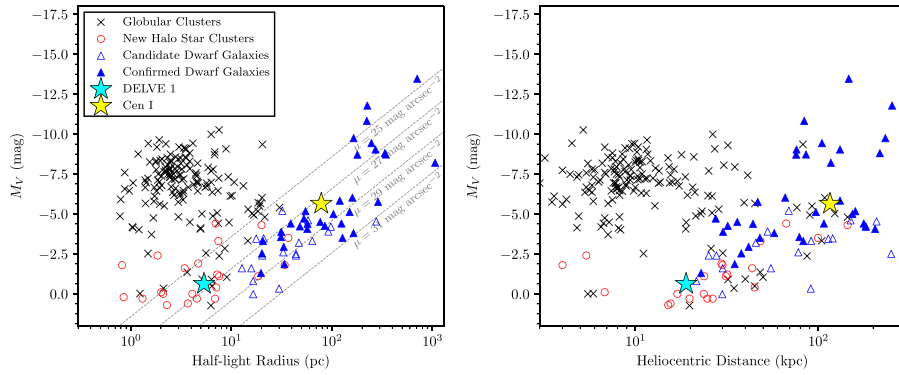 Globular Clusters
New Halo Star Clusters
Candidate Dwarf Galaxies
Confirmed Dwarf Galaxies
DELVE 1
Cen I
−17.5
−15.0
−12.5
−10.0
−7.5
−5.0
−2.5
0.0
M_V (mag)
μ = 25 mag arcsec⁻²
μ = 27 mag arcsec⁻²
μ = 29 mag arcsec⁻²
μ = 31 mag arcsec⁻²
10⁰
10¹
10²
10³
Half-light Radius (pc)
−17.5
−15.0
−12.5
−10.0
−7.5
−5.0
−2.5
0.0
M_V (mag)
10¹
10²
Heliocentric Distance (kpc)